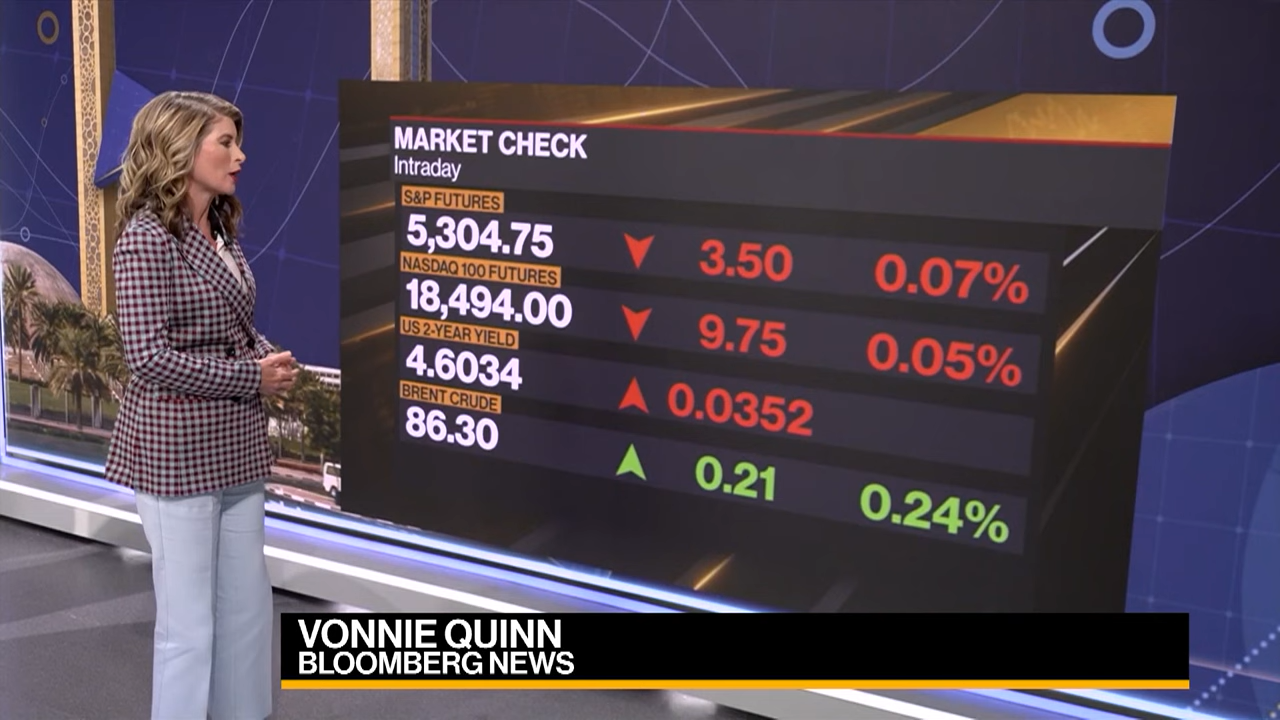 MARKET CHECK
Intraday
S&P FUTURES
5,304.75 3.50 0.07%
NASDAQ 100 FUTURES
18,494.00 9.75 0.05%
US 2-YEAR YIELD
4.6034 0.0352
BRENT CRUDE
86.30 0.21 0.24%
VONNIE QUINN
BLOOMBERG NEWS